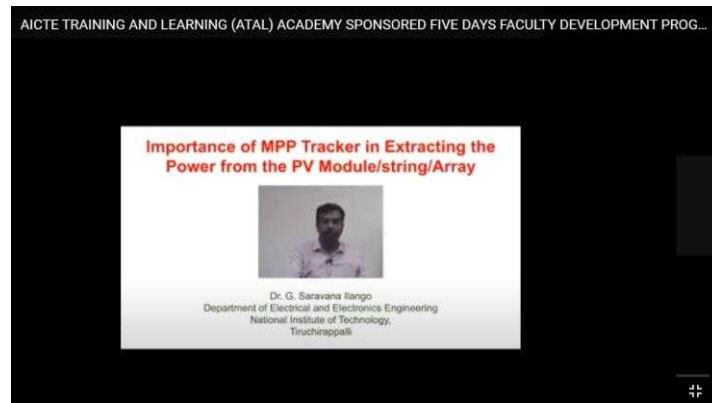 AICTE TRAINING AND LEARNING (ATAL) ACADEMY SPONSORED FIVE DAYS FACULTY DEVELOPMENT PROG...
Importance of MPP Tracker in Extracting the
Power from the PV Module/string/Array
Dr. G. Saravana Ilango
Department of Electrical and Electronics Engineering
National Institute of Technology,
Tiruchirappalli